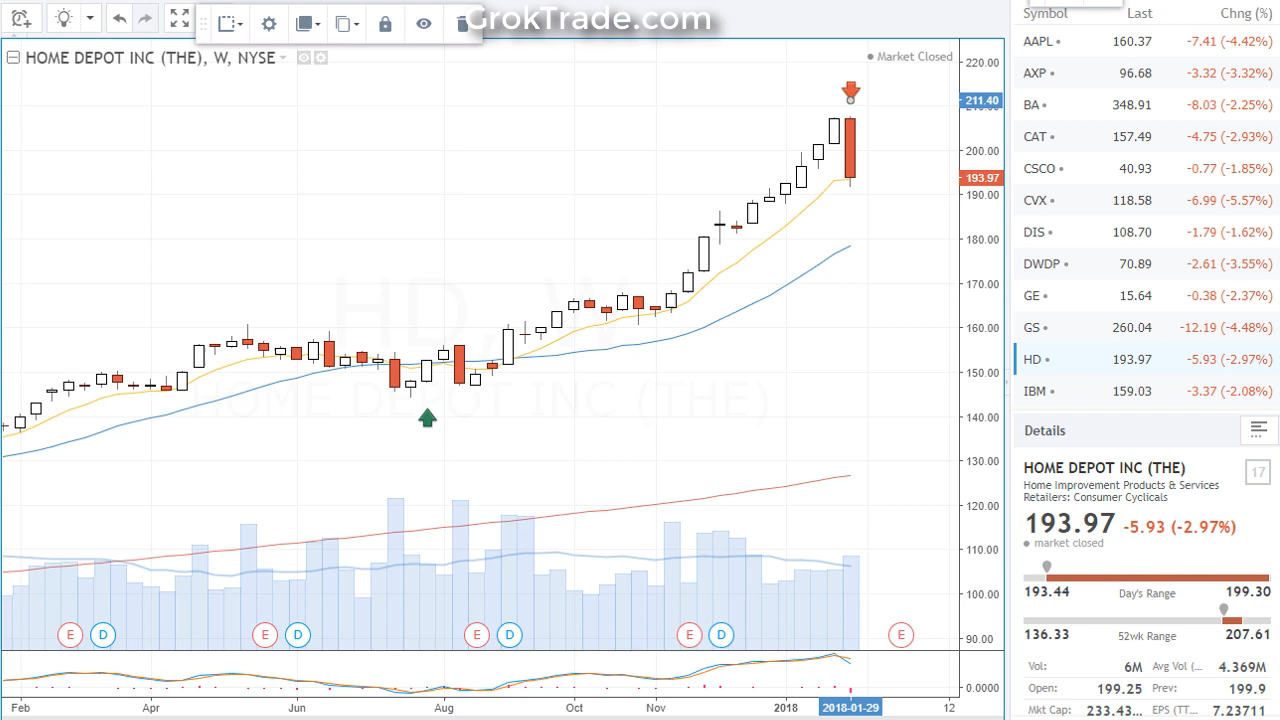 GrokTrade.com
HOME DEPOT INC (THE), W, NYSE
Market Closed
220.00
211.40
200.00
193.97
190.00
180.00
170.00
160.00
150.00
140.00
130.00
120.00
110.00
100.00
90.00
0.0000
HD, W
HOME DEPOT INC (THE)
E D E D E D E D E
Feb Apr Jun Aug Oct Nov 2018 2018-01-29 12
Symbol Last Chng (%)
AAPL 160.37 -7.41 (-4.42%)
AXP 96.68 -3.32 (-3.32%)
BA 348.91 -8.03 (-2.25%)
CAT 157.49 -4.75 (-2.93%)
CSCO 40.93 -0.77 (-1.85%)
CVX 118.58 -6.99 (-5.57%)
DIS 108.70 -1.79 (-1.62%)
DWDP 70.89 -2.61 (-3.55%)
GE 15.64 -0.38 (-2.37%)
GS 260.04 -12.19 (-4.48%)
HD 193.97 -5.93 (-2.97%)
IBM 159.03 -3.37 (-2.08%)
Details
HOME DEPOT INC (THE)
17
Home Improvement Products & Services
Retailers: Consumer Cyclicals
193.97 -5.93 (-2.97%)
market closed
193.44 Day's Range 199.30
136.33 52wk Range 207.61
Vol: 6M Avg Vol (... 4.369M
Open: 199.25 Prev: 199.9
Mkt Cap: 233.43... EPS (TT... 7.23711